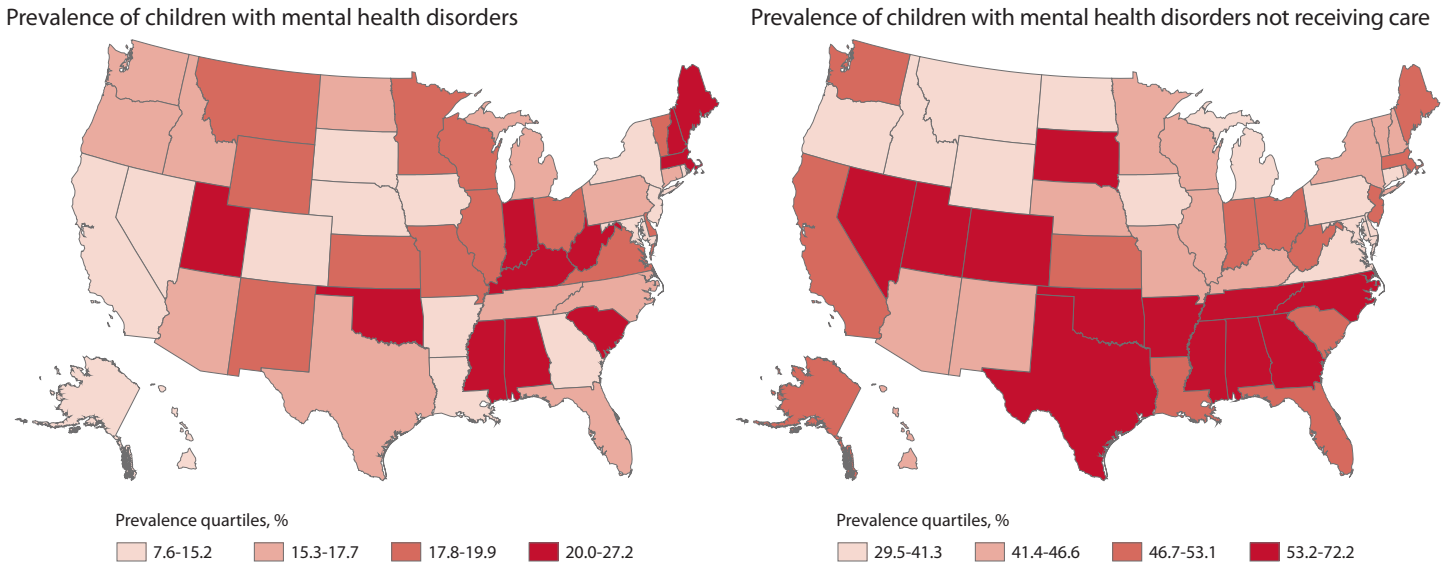 Prevalence of children with mental health disorders
Prevalence of children with mental health disorders not receiving care
Prevalence quartiles, %
7.6-15.2
15.3-17.7
17.8-19.9
20.0-27.2
Prevalence quartiles, %
29.5-41.3
41.4-46.6
46.7-53.1
53.2-72.2